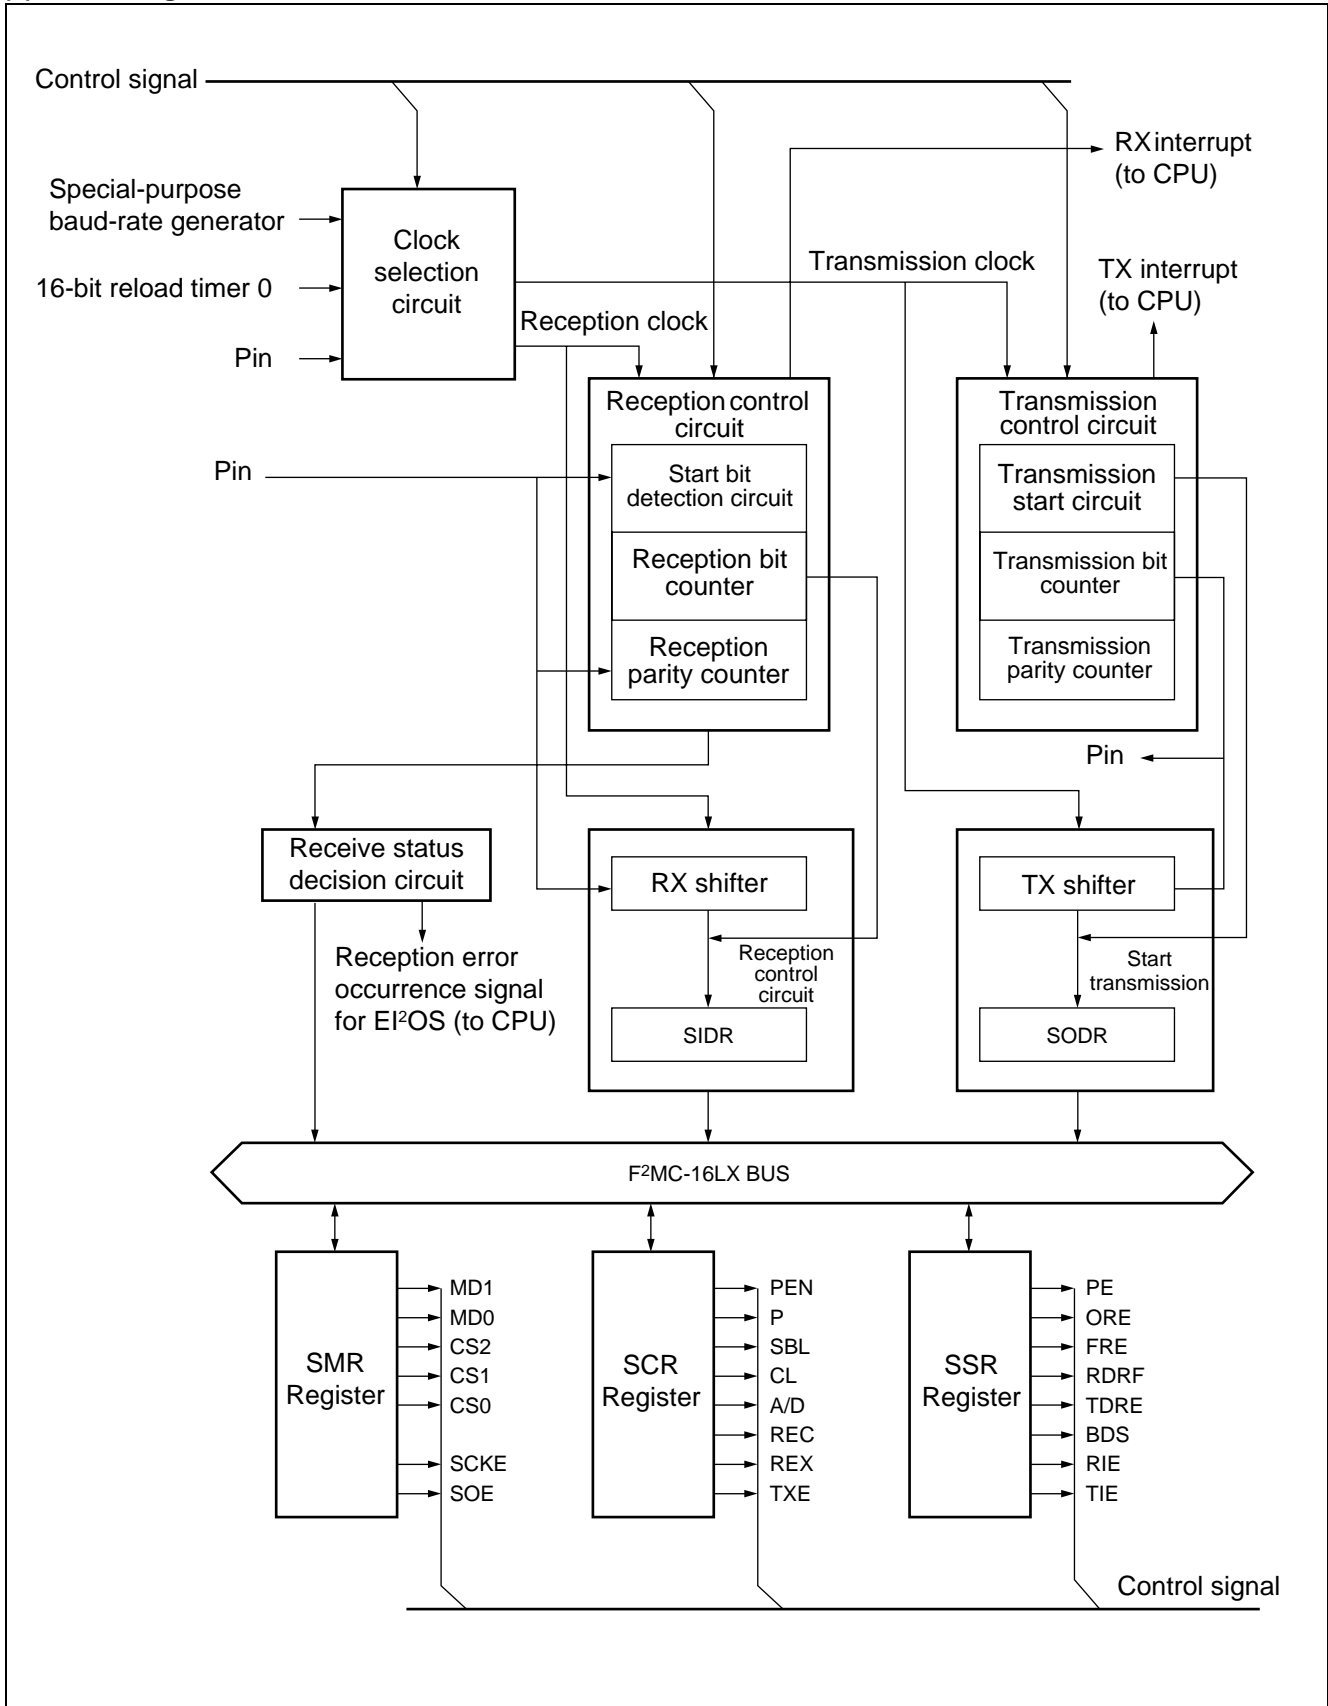 Control signal
RX interrupt
(to CPU)
Special-purpose
baud-rate generator
Clock
selection
circuit
16-bit reload timer 0
Pin
Transmission clock
Reception clock
TX interrupt
(to CPU)
Reception control
circuit
Transmission
control circuit
Pin
Start bit
detection circuit
Reception bit
counter
Reception
parity counter
Transmission
start circuit
Transmission bit
counter
Transmission
parity counter
Pin
Receive status
decision circuit
RX shifter
TX shifter
Reception error
occurrence signal
for EI²OS (to CPU)
Reception
control
circuit
Start
transmission
SIDR
SODR
F²MC-16LX BUS
SMR
Register
MD1
MD0
CS2
CS1
CS0
SCKE
SOE
SCR
Register
PEN
P
SBL
CL
A/D
REC
REX
TXE
SSR
Register
PE
ORE
FRE
RDRF
TDRE
BDS
RIE
TIE
Control signal